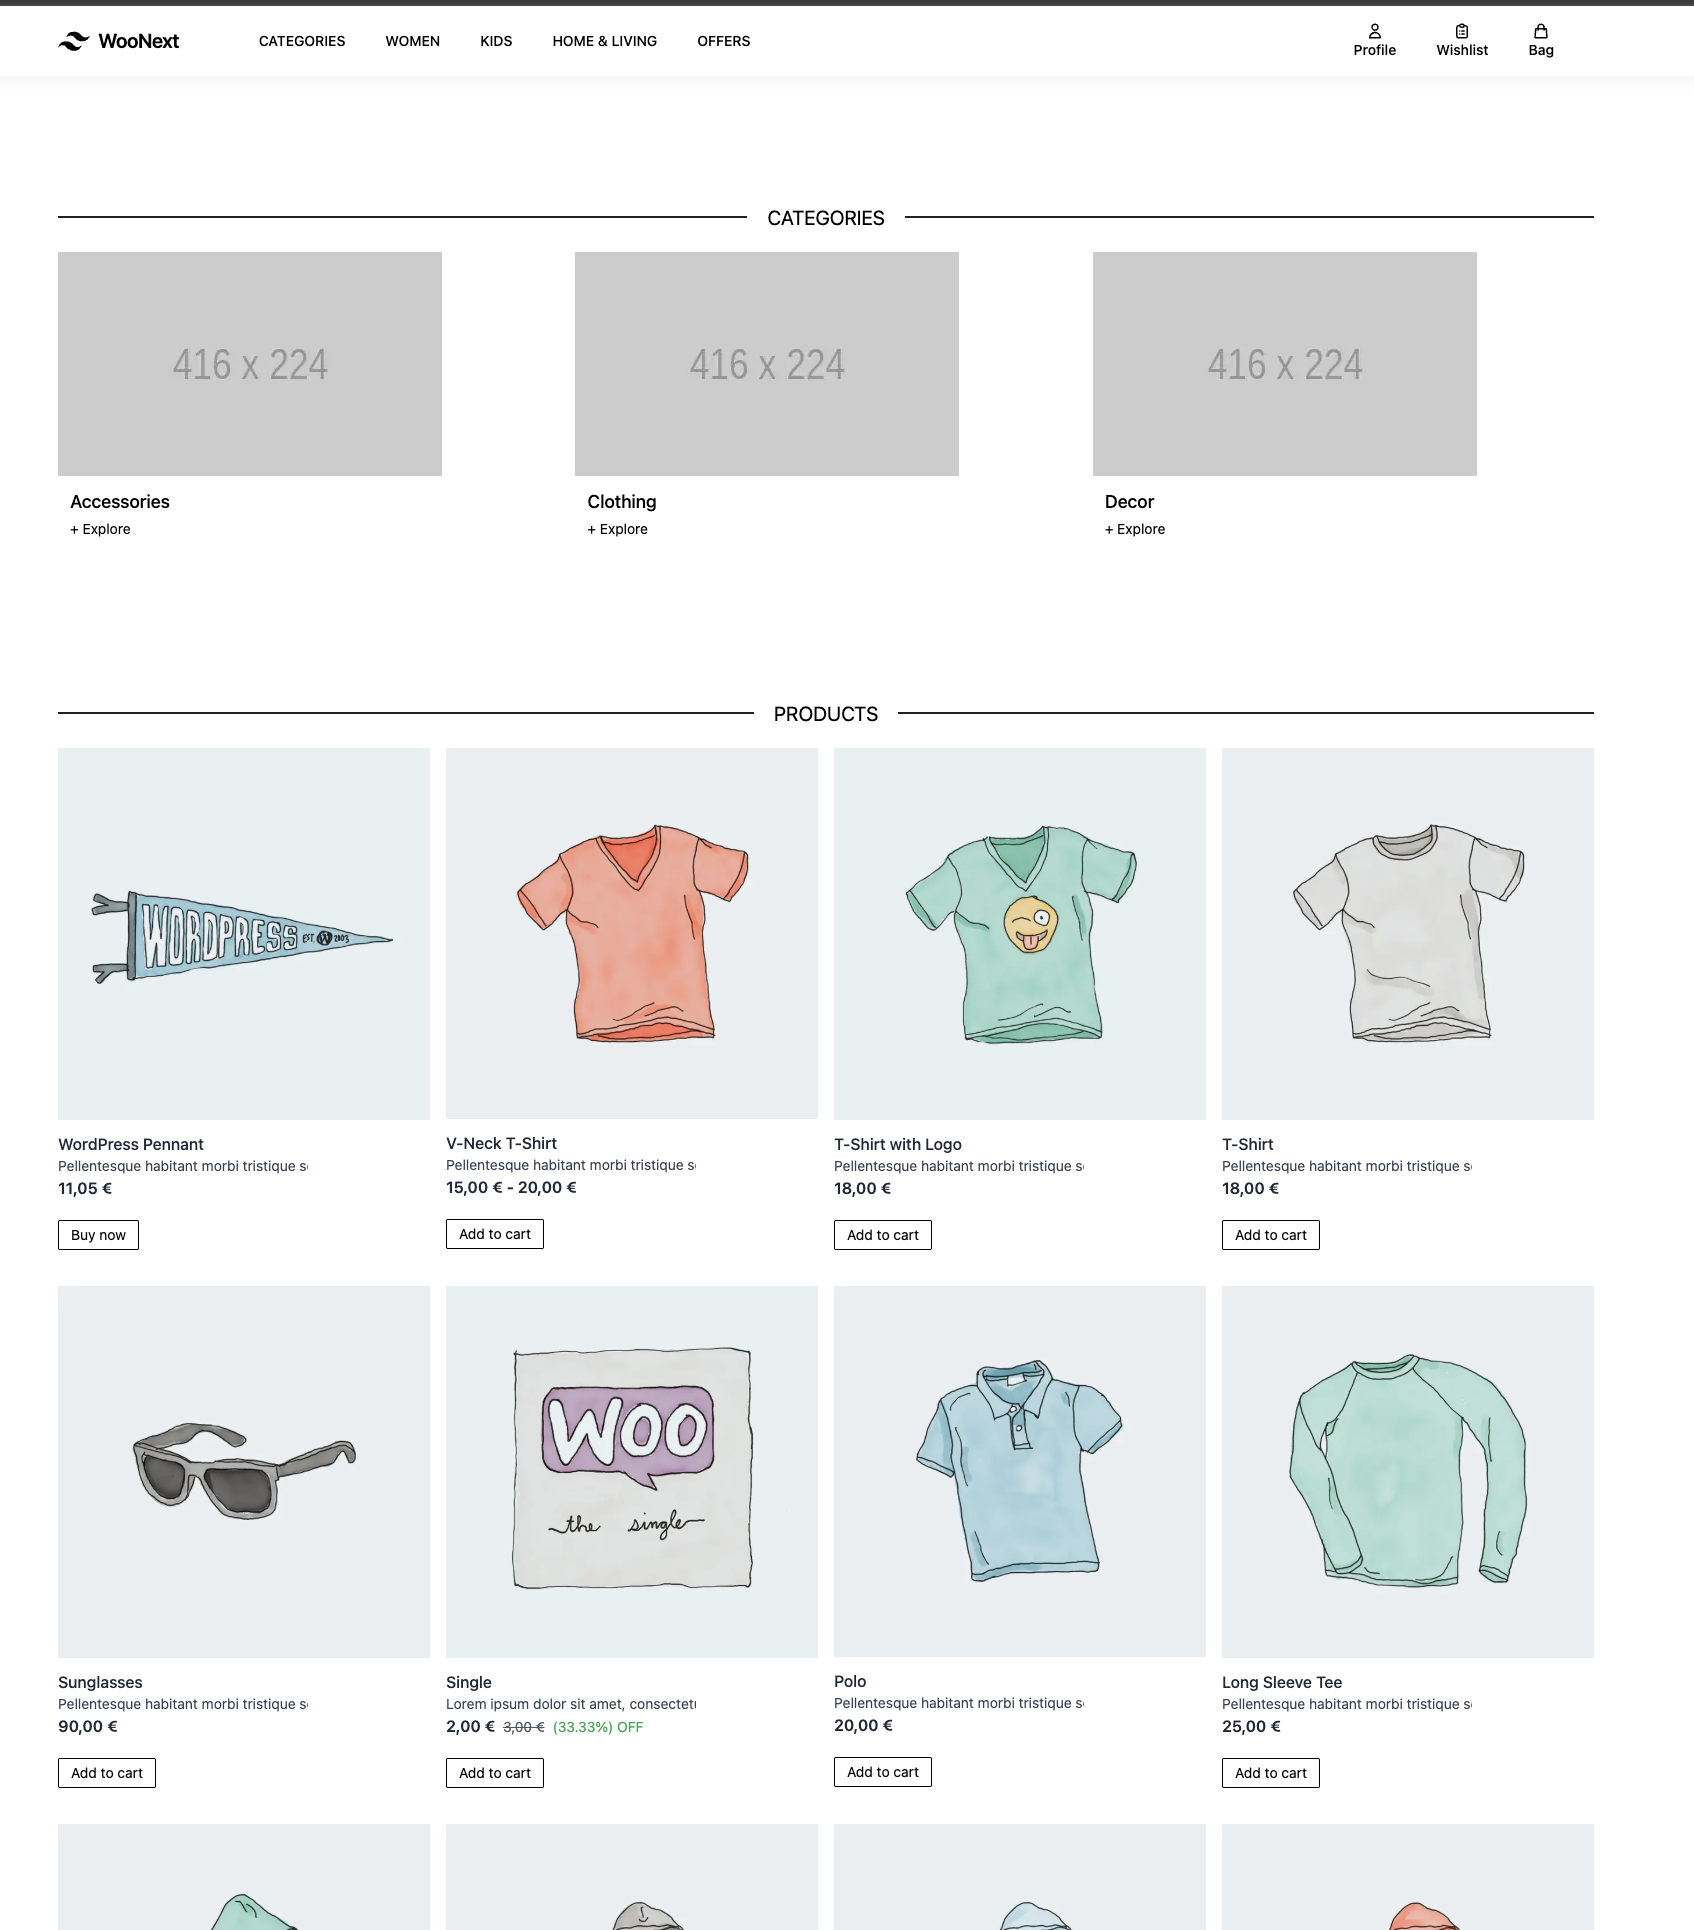 WooNext
CATEGORIES WOMEN KIDS HOME & LIVING OFFERS
Profile Wishlist Bag
CATEGORIES
416 x 224 416 x 224 416 x 224
Accessories Clothing Decor
+ Explore + Explore + Explore
PRODUCTS
WORDPRESS EST. W 2003
WordPress Pennant V-Neck T-Shirt T-Shirt with Logo T-Shirt
Pellentesque habitant morbi tristique Pellentesque habitant morbi tristique Pellentesque habitant morbi tristique Pellentesque habitant morbi tristique
11,05 € 15,00 € - 20,00 € 18,00 € 18,00 €
Buy now Add to cart Add to cart Add to cart
WOO
the single
Sunglasses Single Polo Long Sleeve Tee
Pellentesque habitant morbi tristique Lorem ipsum dolor sit amet, Pellentesque habitant morbi tristique Pellentesque habitant morbi tristique
90,00 € 2,00 € 3,00 € (33.33%) OFF 20,00 € 25,00 €
Add to cart Add to cart Add to cart Add to cart